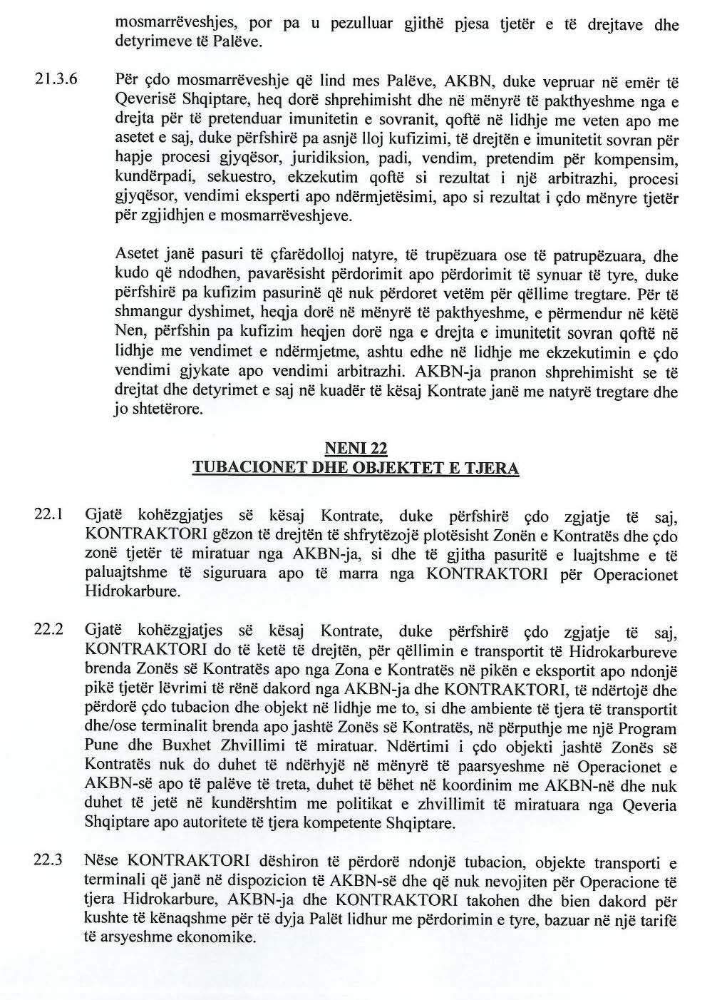 mosmarrëveshjes, por pa u pezulluar gjithë pjesa tjetër e të drejtave dhe
detyrimeve të Palëve.
21.3.6 Për çdo mosmarrëveshje që lind mes Palëve, AKBN, duke vepruar në emër të
Qeverisë Shqiptare, heq dorë shprehimisht dhe në mënyrë të pakthyeshme nga e
drejta për të pretenduar imunitetin e sovranit, qoftë në lidhje me veten apo me
asetet e saj, duke përfshirë pa asnjë lloj kufizimi, të drejtën e imunitetit sovran për
hapje procesi gjyqësor, juridiksion, padi, vendim, pretendim për kompensim,
kundërpadi, sekuestro, ekzekutim qoftë si rezultat i një arbitrazhi, procesi
gjyqësor, vendimi eksperti apo ndërmjetësimi, apo si rezultat i çdo mënyre tjetër
për zgjidhjen e mosmarrëveshjeve.
Asetet janë pasuri të çfarëdolloj natyre, të trupëzuara ose të patrupëzuara, dhe
kudo që ndodhen, pavarësisht përdorimit apo përdorimit të synuar të tyre, duke
përfshirë pa kufizim pasurinë që nuk përdoret vetëm për qëllime tregtare. Për të
shmangur dyshimet, heqja dorë në mënyrë të pakthyeshme, e përmendur në këtë
Nen, përfshin pa kufizim heqjen dorë nga e drejta e imunitetit sovran qoftë në
lidhje me vendimet e ndërmjetme, ashtu edhe në lidhje me ekzekutimin e çdo
vendimi gjykate apo vendimi arbitrazhi. AKBN-ja pranon shprehimisht se të
drejtat dhe detyrimet e saj në kuadër të kësaj Kontrate janë me natyrë tregtare dhe
jo shtetërore.
NENI 22
TUBACIONET DHE OBJEKTET E TJERA
22.1 Gjatë kohëzgjatjes së kësaj Kontrate, duke përfshirë çdo zgjatje të saj,
KONTRAKTORI gëzon të drejtën të shfrytëzojë plotësisht Zonën e Kontratës dhe çdo
zonë tjetër të miratuar nga AKBN-ja, si dhe të gjitha pasuritë e luajtshme e të
paluajtshme të siguruara apo të marra nga KONTRAKTORI për Operacionet
Hidrokarbure.
22.2 Gjatë kohëzgjatjes së kësaj Kontrate, duke përfshirë çdo zgjatje të saj,
KONTRAKTORI do të ketë të drejtën, për qëllimin e transportit të Hidrokarbureve
brenda Zonës së Kontratës apo nga Zona e Kontratës në pikën e eksportit apo ndonjë
pikë tjetër lëvrimi të rënë dakord nga AKBN-ja dhe KONTRAKTORI, të ndërtojë dhe
përdorë çdo tubacion dhe objekt në lidhje me to, si dhe ambiente të tjera të transportit
dhe/ose terminalit brenda apo jashtë Zonës së Kontratës, në përputhje me një Program
Pune dhe Buxhet Zhvillimi të miratuar. Ndërtimi i çdo objekti jashtë Zonës së
Kontratës nuk do duhet të ndërhyjë në mënyrë të paarsyeshme në Operacionet e
AKBN-së apo të palëve të treta, duhet të bëhet në koordinim me AKBN-në dhe nuk
duhet të jetë në kundërshtim me politikat e zhvillimit të miratuara nga Qeveria
Shqiptare apo autoritete të tjera kompetente Shqiptare.
22.3 Nëse KONTRAKTORI dëshiron të përdorë ndonjë tubacion, objekte transporti e
terminali që janë në dispozicion të AKBN-së dhe që nuk nevojiten për Operacione të
tjera Hidrokarbure, AKBN-ja dhe KONTRAKTORI takohen dhe bien dakord për
kushte të kënaqshme për të dyja Palët lidhur me përdorimin e tyre, bazuar në një tarifë
të arsyeshme ekonomike.